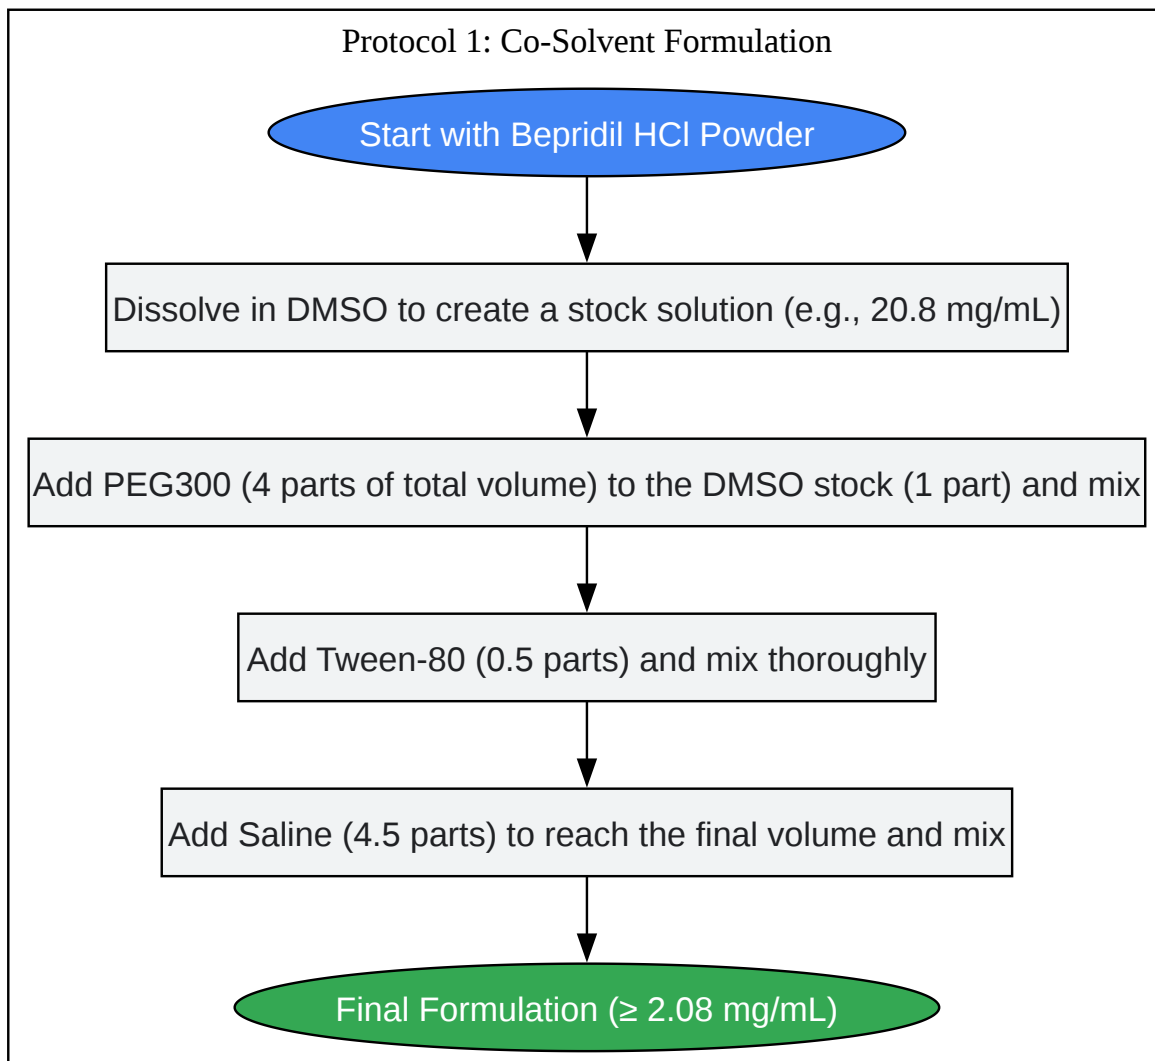 Protocol 1: Co-Solvent Formulation
Start with Bepridil HCl Powder
Dissolve in DMSO to create a stock solution (e.g., 20.8 mg/mL)
Add PEG300 (4 parts of total volume) to the DMSO stock (1 part) and mix
Add Tween-80 (0.5 parts) and mix thoroughly
Add Saline (4.5 parts) to reach the final volume and mix
Final Formulation (≥ 2.08 mg/mL)